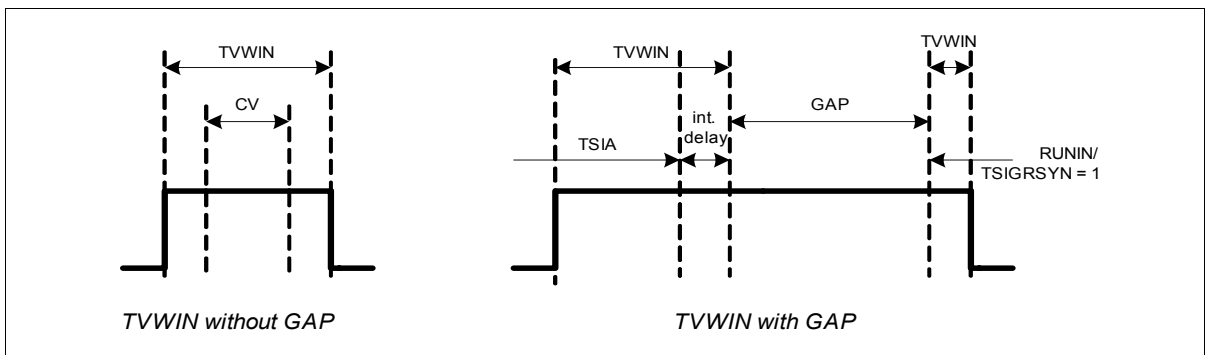 TVWIN
CV
TVWIN without GAP
TVWIN
TVWIN
GAP
int.
delay
TSIA
RUNIN/
TSIGRSYN = 1
TVWIN with GAP